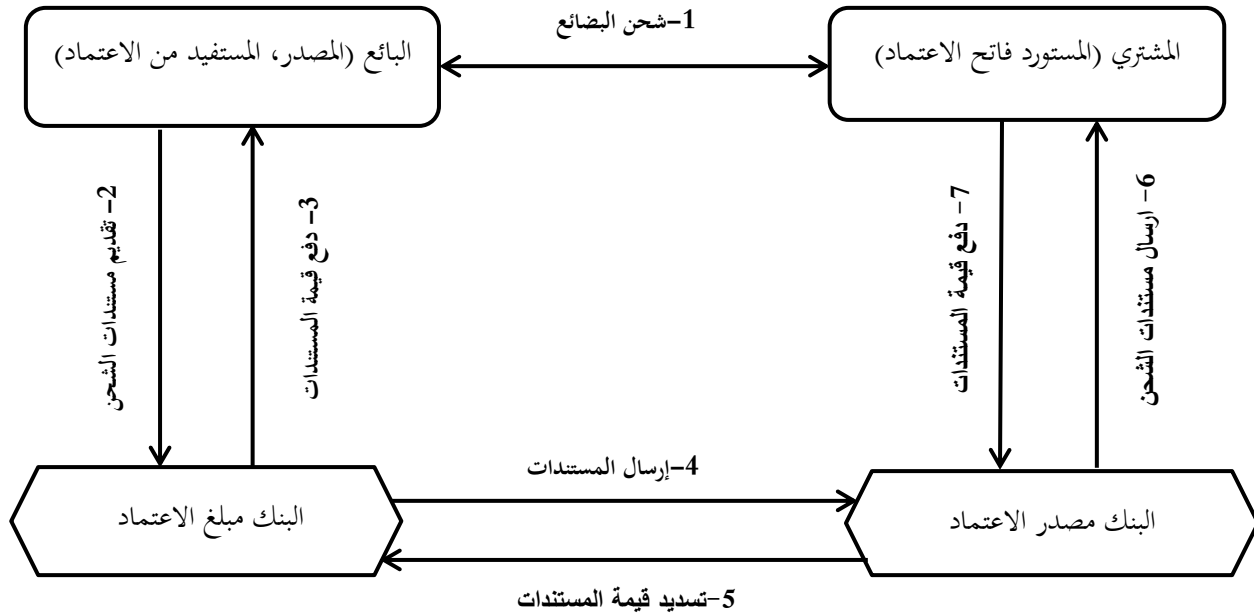 1-شحن البضائع
المشتري (المستورد فاتح الاعتماد)
البائع (المصدر، المستفيد من الاعتماد)
6- ارسال مستندات الشحن
7- دفع قيمة المستندات
3- دفع قيمة المستندات
2- تقديم مستندات الشحن
4-إرسال المستندات
البنك مصدر الاعتماد
البنك مبلغ الاعتماد
5-تسديد قيمة المستندات